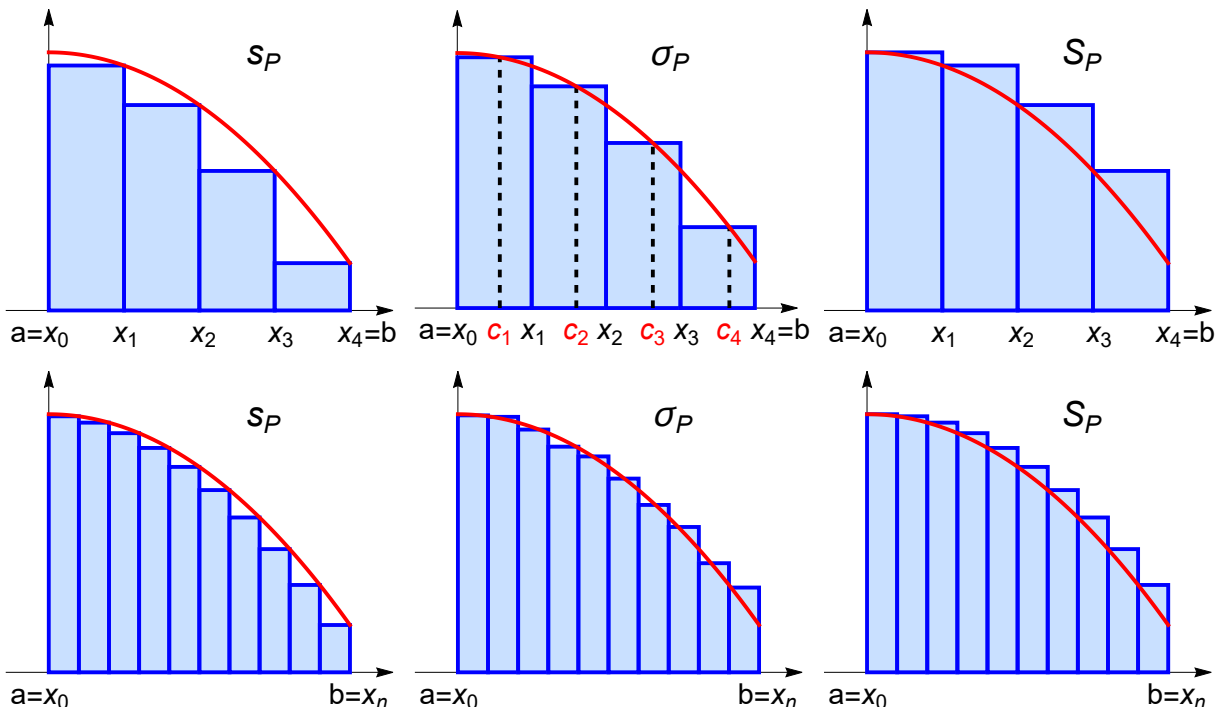 s_P σ_P S_P
a=x_0 x_1 x_2 x_3 x_4=b a=x_0 c_1 x_1 c_2 x_2 c_3 x_3 c_4 x_4=b a=x_0 x_1 x_2 x_3 x_4=b
s_P σ_P S_P
a=x_0 b=x_n a=x_0 b=x_n a=x_0 b=x_n